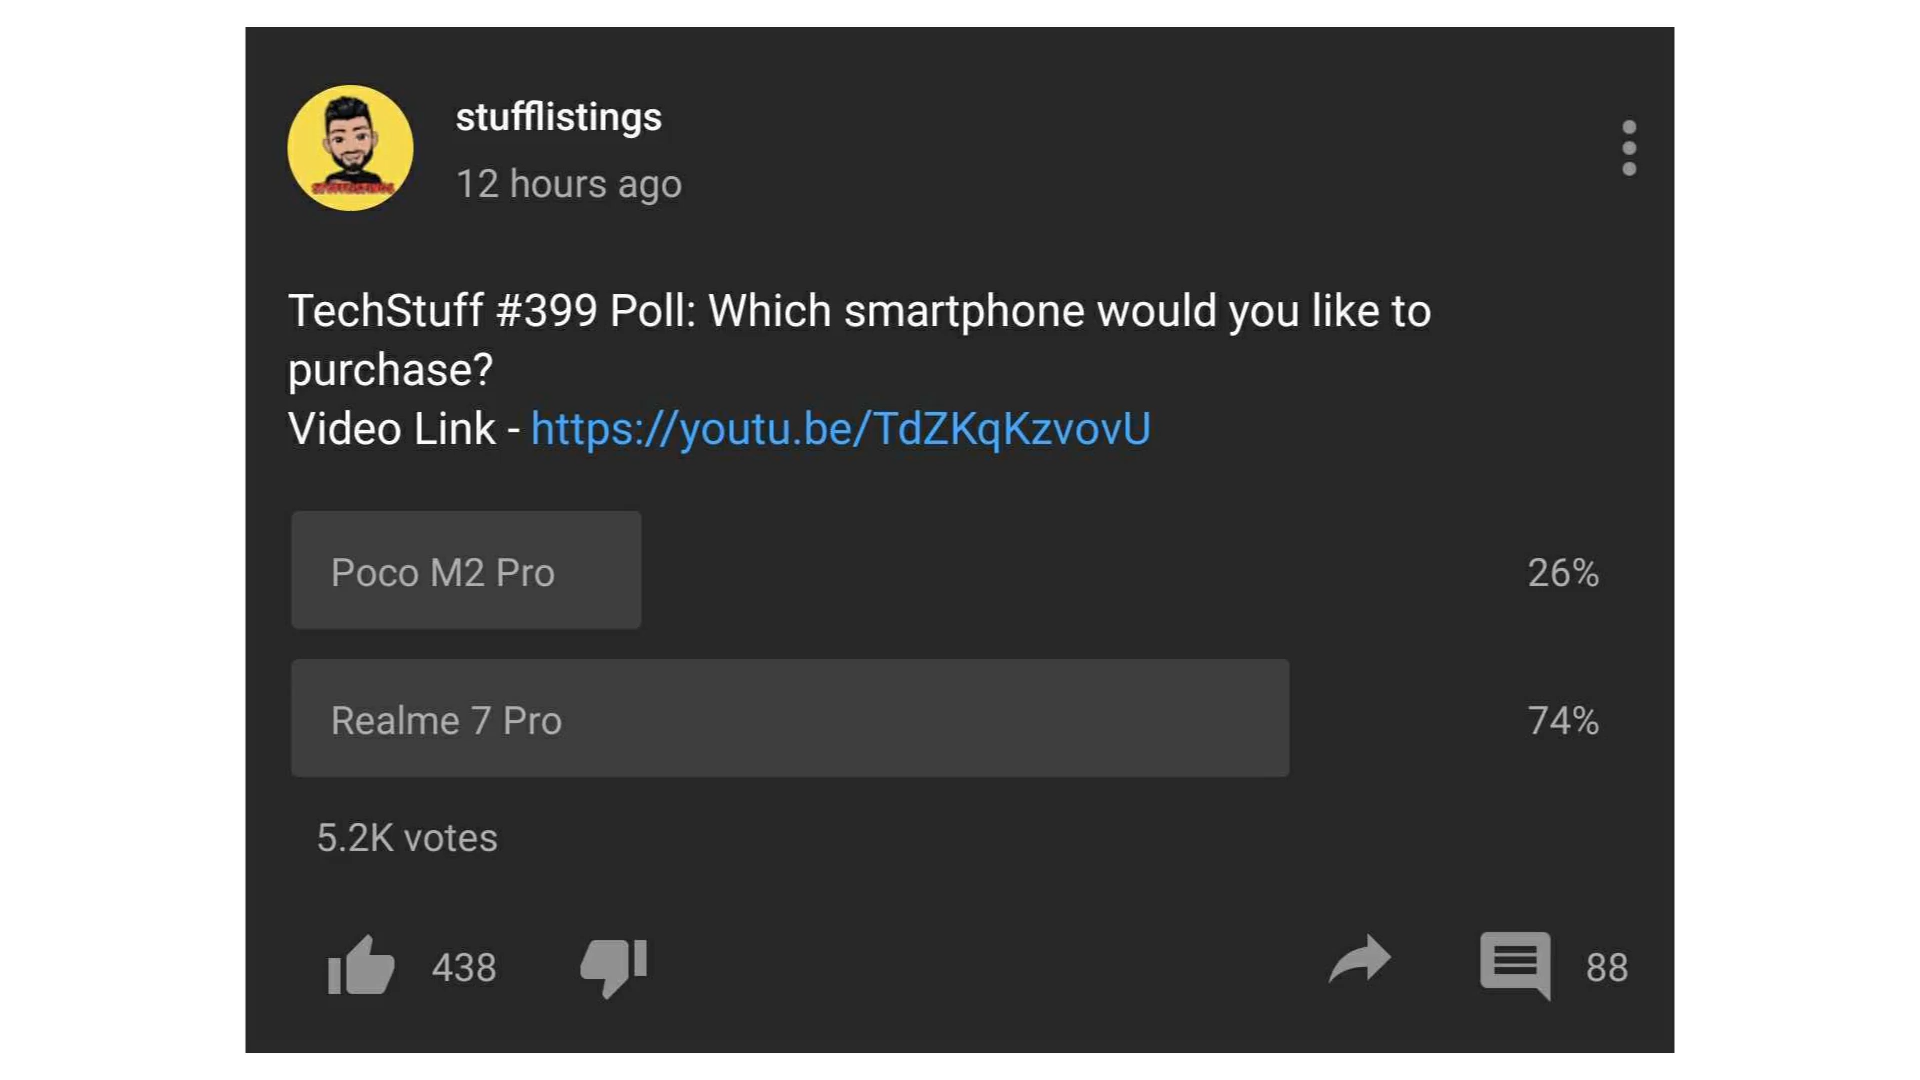 stufflistings
12 hours ago
TechStuff #399 Poll: Which smartphone would you like to
purchase?
Video Link - https://youtu.be/TdZKqKzvovU
Poco M2 Pro 26%
Realme 7 Pro 74%
5.2K votes
438 88